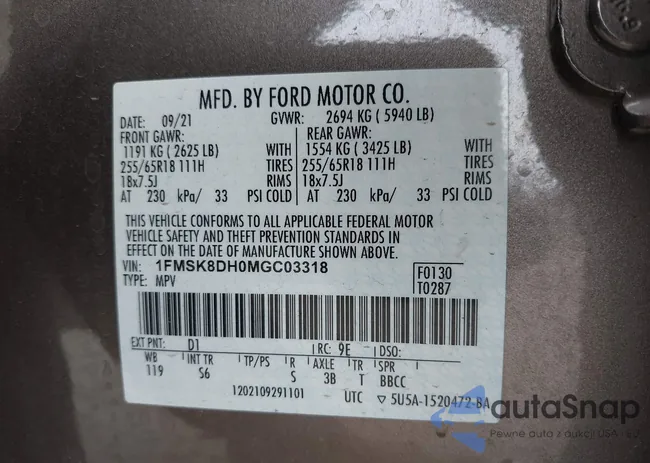 MFD. BY FORD MOTOR CO.
DATE: 09/21 GVWR: 2694 KG ( 5940 LB)
FRONT GAWR: REAR GAWR:
1191 KG ( 2625 LB) WITH 1554 KG ( 3425 LB) WITH
255/65R18 111H TIRES 255/65R18 111H TIRES
18x7.5J RIMS 18x7.5J RIMS
AT 230 kPa/ 33 PSI COLD AT 230 kPa/ 33 PSI COLD
THIS VEHICLE CONFORMS TO ALL APPLICABLE FEDERAL MOTOR
VEHICLE SAFETY AND THEFT PREVENTION STANDARDS IN
EFFECT ON THE DATE OF MANUFACTURE SHOWN ABOVE.
VIN: 1FMSK8DH0MGC03318 F0130
TYPE: MPV T0287
EXT PNT: D1 RC: 9E DSO:
WB INT TR TP/PS R AXLE TR SPR
119 S6 S 3B T BBCC
1202109291101 UTC ▽ 5U5A-1520472-BA
autaSnap
Pewne auta z aukcji USA